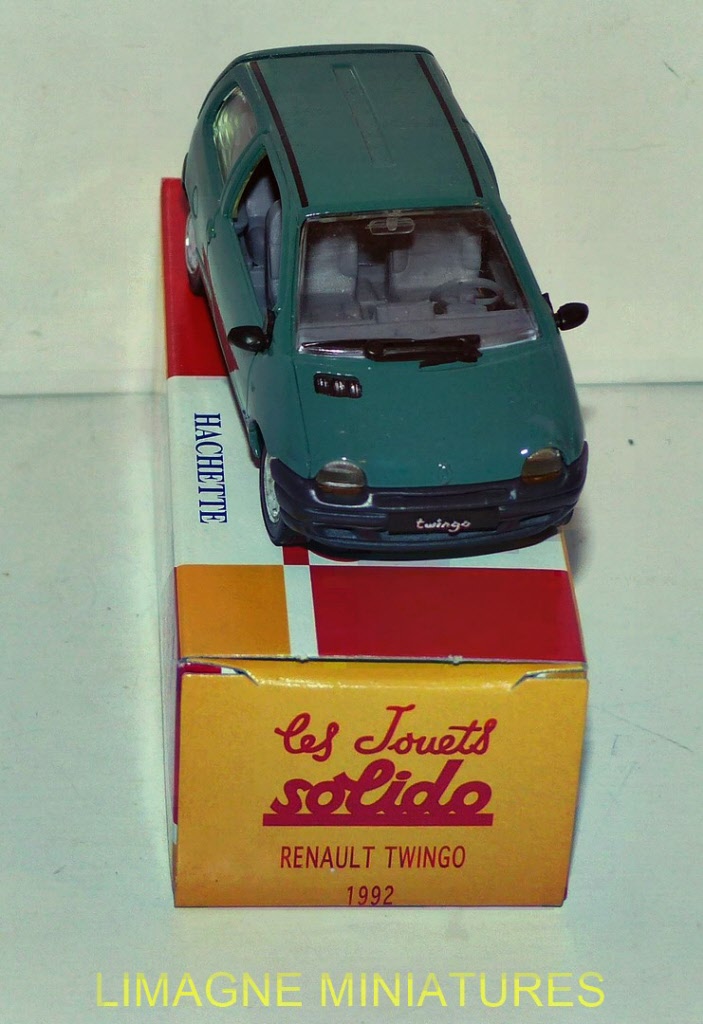 HACHETTE
twingo
les Jouets
solido
RENAULT TWINGO
1992
LIMAGNE MINIATURES